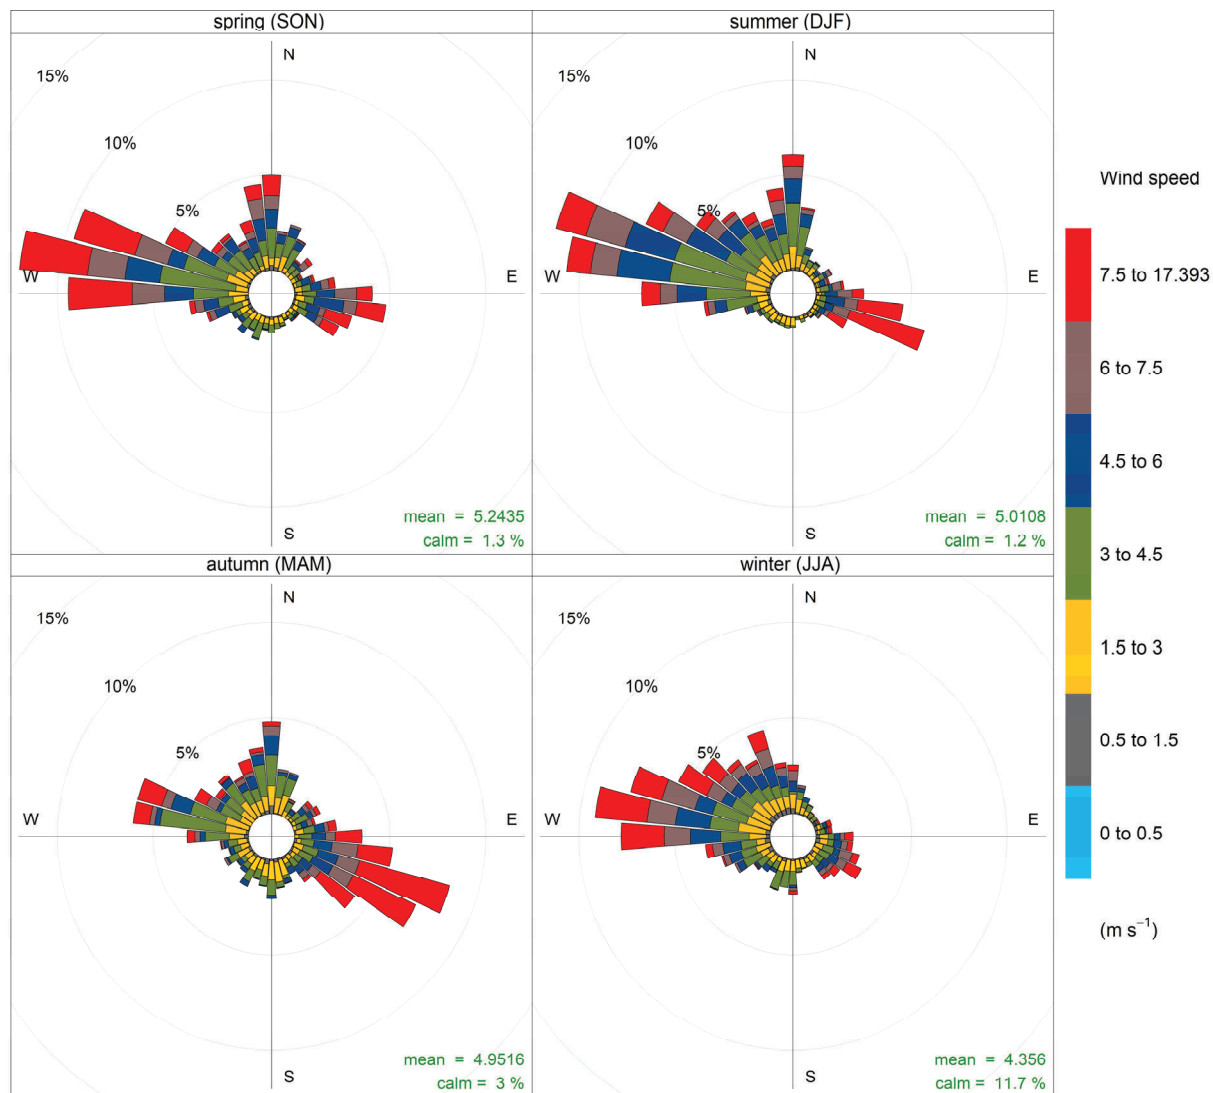 spring (SON)
summer (DJF)
N
15%
10%
5%
W
E
S
mean = 5.2435
calm = 1.3 %
N
15%
10%
5%
W
E
S
mean = 5.0108
calm = 1.2 %
autumn (MAM)
winter (JJA)
N
15%
10%
5%
W
E
S
mean = 4.9516
calm = 3 %
N
15%
10%
5%
W
E
S
mean = 4.356
calm = 11.7 %
Wind speed
7.5 to 17.393
6 to 7.5
4.5 to 6
3 to 4.5
1.5 to 3
0.5 to 1.5
0 to 0.5
(m s⁻¹)